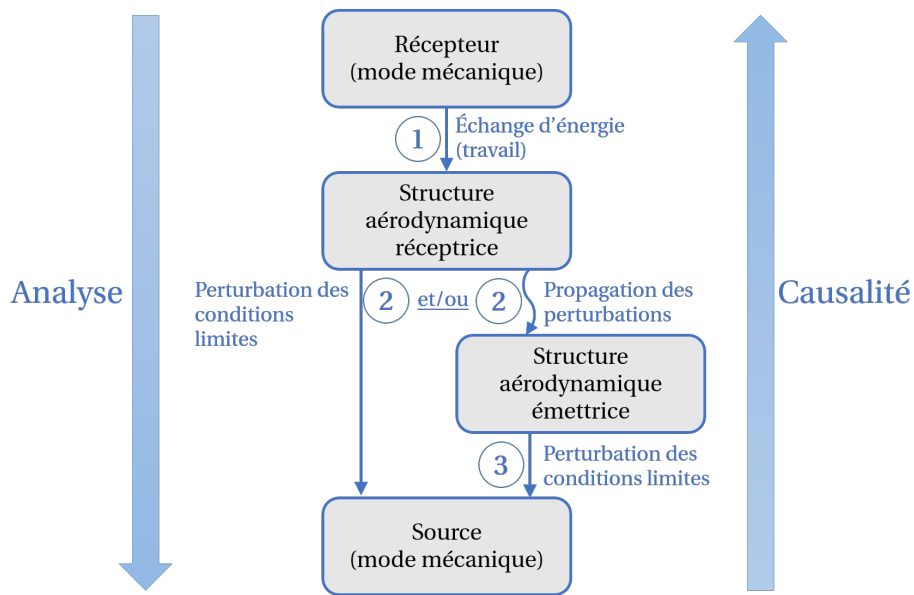 Récepteur
(mode mécanique)
1
Échange d'énergie
(travail)
Structure
aérodynamique
réceptrice
Analyse
Perturbation des
conditions
limites
2 et/ou 2
Propagation des
perturbations
Causalité
Structure
aérodynamique
émettrice
3
Perturbation des
conditions limites
Source
(mode mécanique)